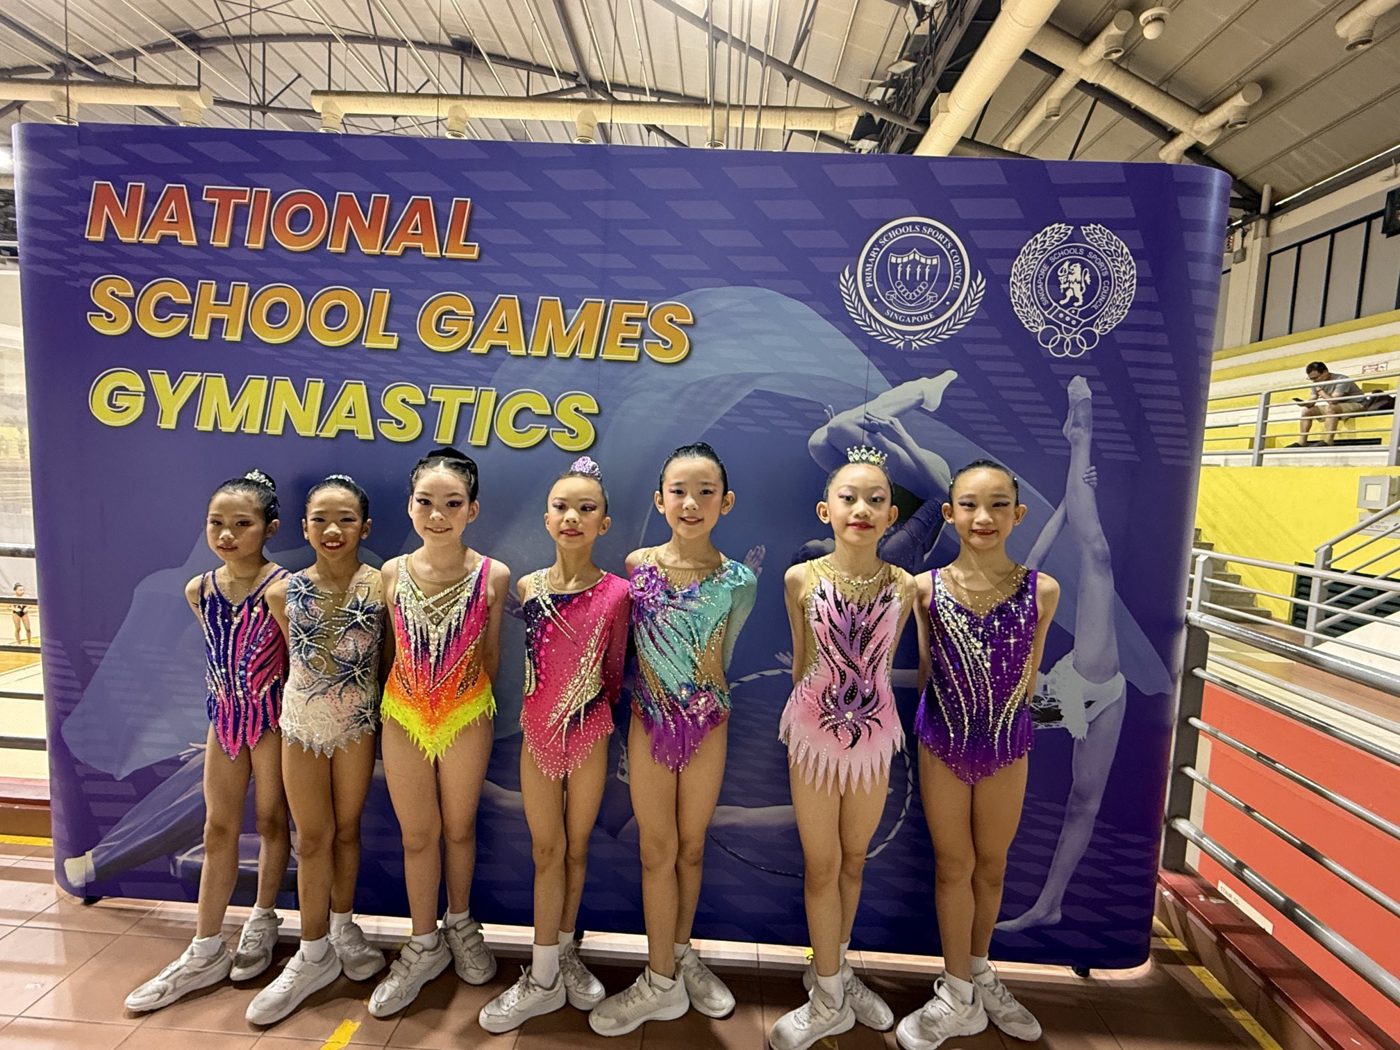 NATIONAL
SCHOOL GAMES
GYMNASTICS
PRIMARY SCHOOLS SPORTS COUNCIL
SINGAPORE
SINGAPORE SCHOOLS SPORTS COUNCIL